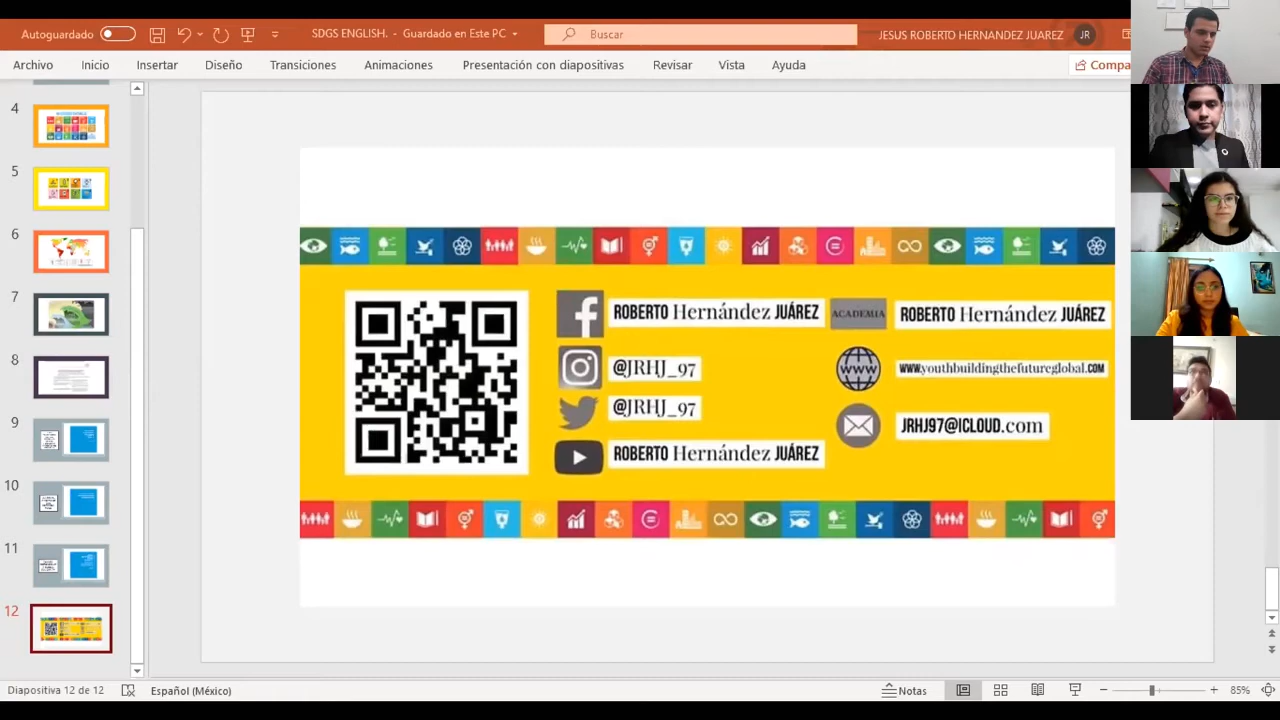 Autoguardado
SDGS ENGLISH. - Guardado en Este PC
Buscar
JESUS ROBERTO HERNANDEZ JUAREZ
JR
Archivo Inicio Insertar Diseño Transiciones Animaciones Presentación con diapositivas Revisar Vista Ayuda
Compa
4
5
6
7
8
9
10
11
12
ROBERTO Hernández JUÁREZ
@JRHJ_97
@JRHJ_97
ROBERTO Hernández JUÁREZ
ACADEMIA
ROBERTO Hernández JUÁREZ
WWW
WWW.youthbuildingthefutureglobal.COM
JRHJ97@ICLOUD.com
Diapositiva 12 de 12
Español (México)
Notas
85%